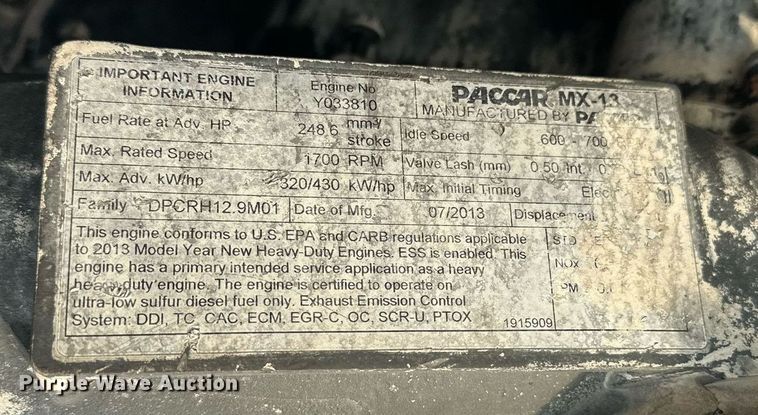 IMPORTANT ENGINE INFORMATION
Engine No
Y033810
PACCAR MX-13
MANUFACTURED BY
Fuel Rate at Adv. HP 248.6 mm³/stroke
Idle Speed 600 - 700
Max. Rated Speed 1700 RPM
Valve Lash (mm) 0.50 Int.
Max. Adv. kW/hp 320/430 kW/hp
Max. Initial Timing
Family DPCRH12.9M01
Date of Mfg. 07/2013
Displacement
This engine conforms to U.S. EPA and CARB regulations applicable
to 2013 Model Year New Heavy-Duty Engines. ESS is enabled. This
engine has a primary intended service application as a heavy
heavy-duty engine. The engine is certified to operate on
ultra-low sulfur diesel fuel only. Exhaust Emission Control
System: DDI, TC, CAC, ECM, EGR-C, OC, SCR-U, PTOX
STD
NOx
PM
1915909
Purple Wave Auction